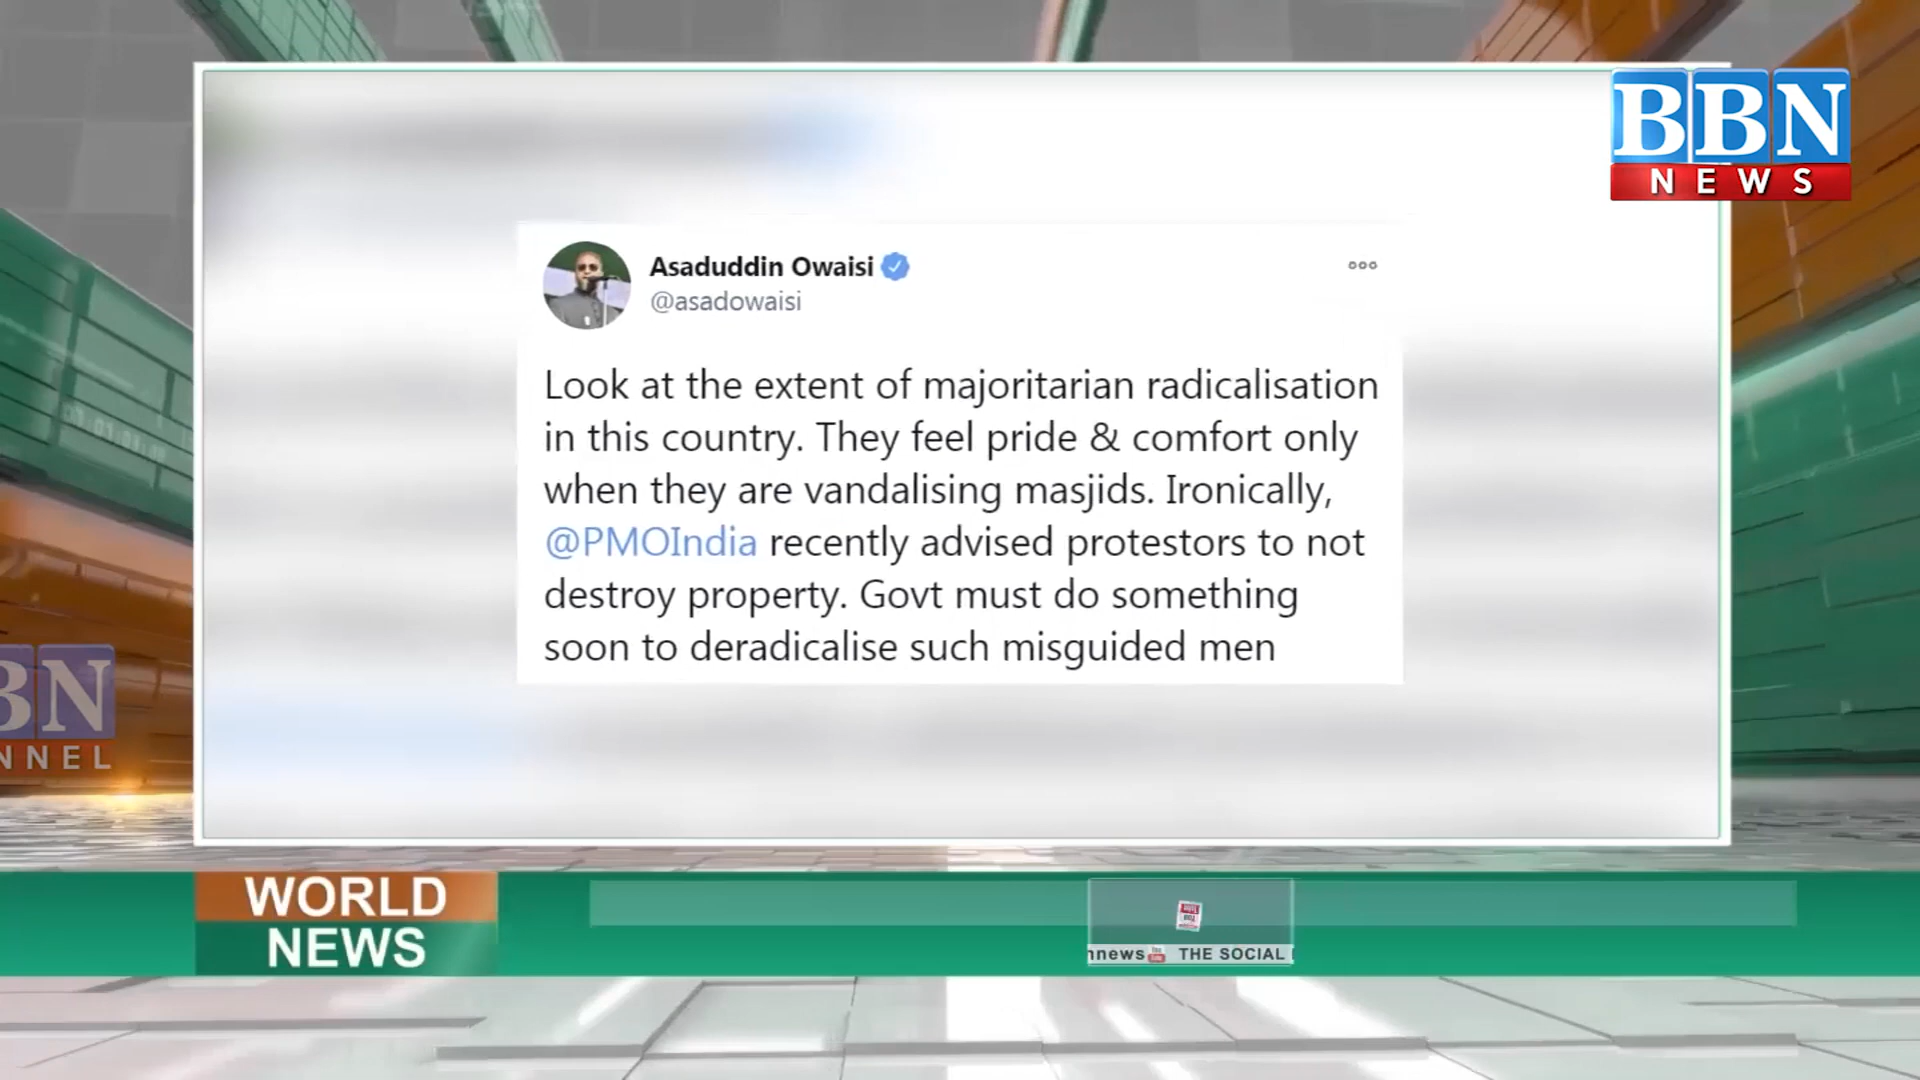 BBN
NEWS
Asaduddin Owaisi
@asadowaisi
Look at the extent of majoritarian radicalisation
in this country. They feel pride & comfort only
when they are vandalising masjids. Ironically,
@PMOIndia recently advised protestors to not
destroy property. Govt must do something
soon to deradicalise such misguided men
BN
NNEL
WORLD
NEWS
nnews
THE SOCIAL